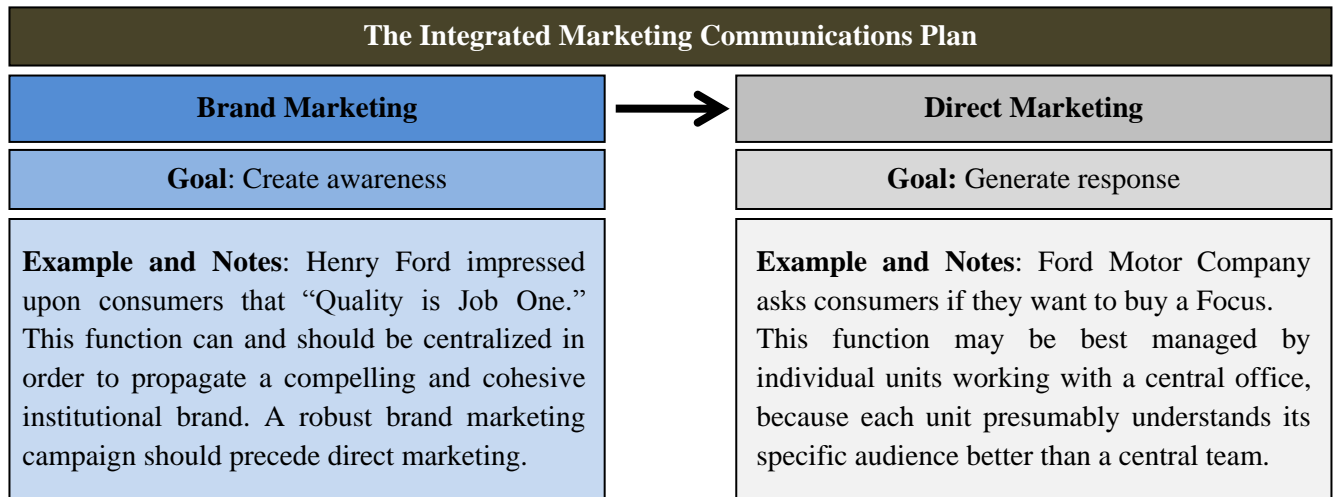 The Integrated Marketing Communications Plan
Brand Marketing
Goal: Create awareness
Example and Notes: Henry Ford impressed
upon consumers that “Quality is Job One.”
This function can and should be centralized in
order to propagate a compelling and cohesive
institutional brand. A robust brand marketing
campaign should precede direct marketing.
Direct Marketing
Goal: Generate response
Example and Notes: Ford Motor Company
asks consumers if they want to buy a Focus.
This function may be best managed by
individual units working with a central office,
because each unit presumably understands its
specific audience better than a central team.